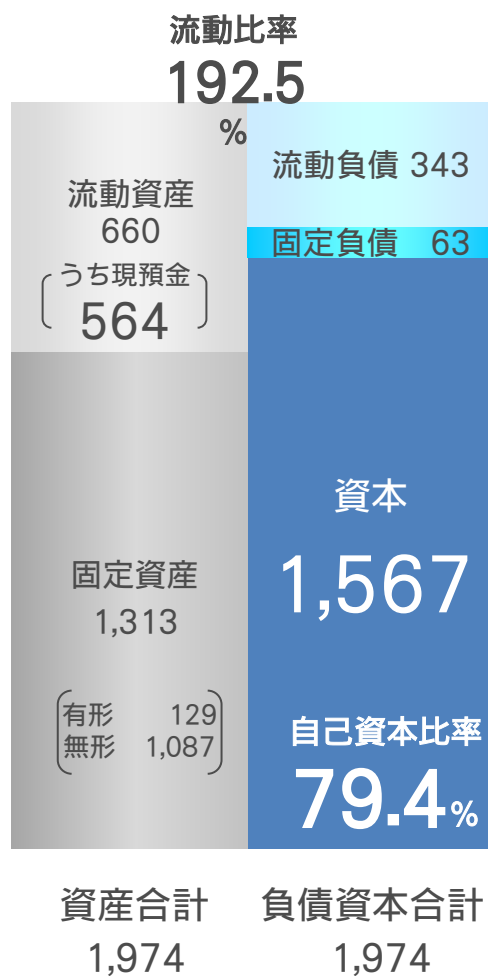 流動比率
192.5
%
流動資産
660
うち現預金
564
固定資産
1,313
有形 129
無形 1,087
資産合計
1,974
流動負債 343
固定負債 63
資本
1,567
自己資本比率
79.4%
負債資本合計
1,974